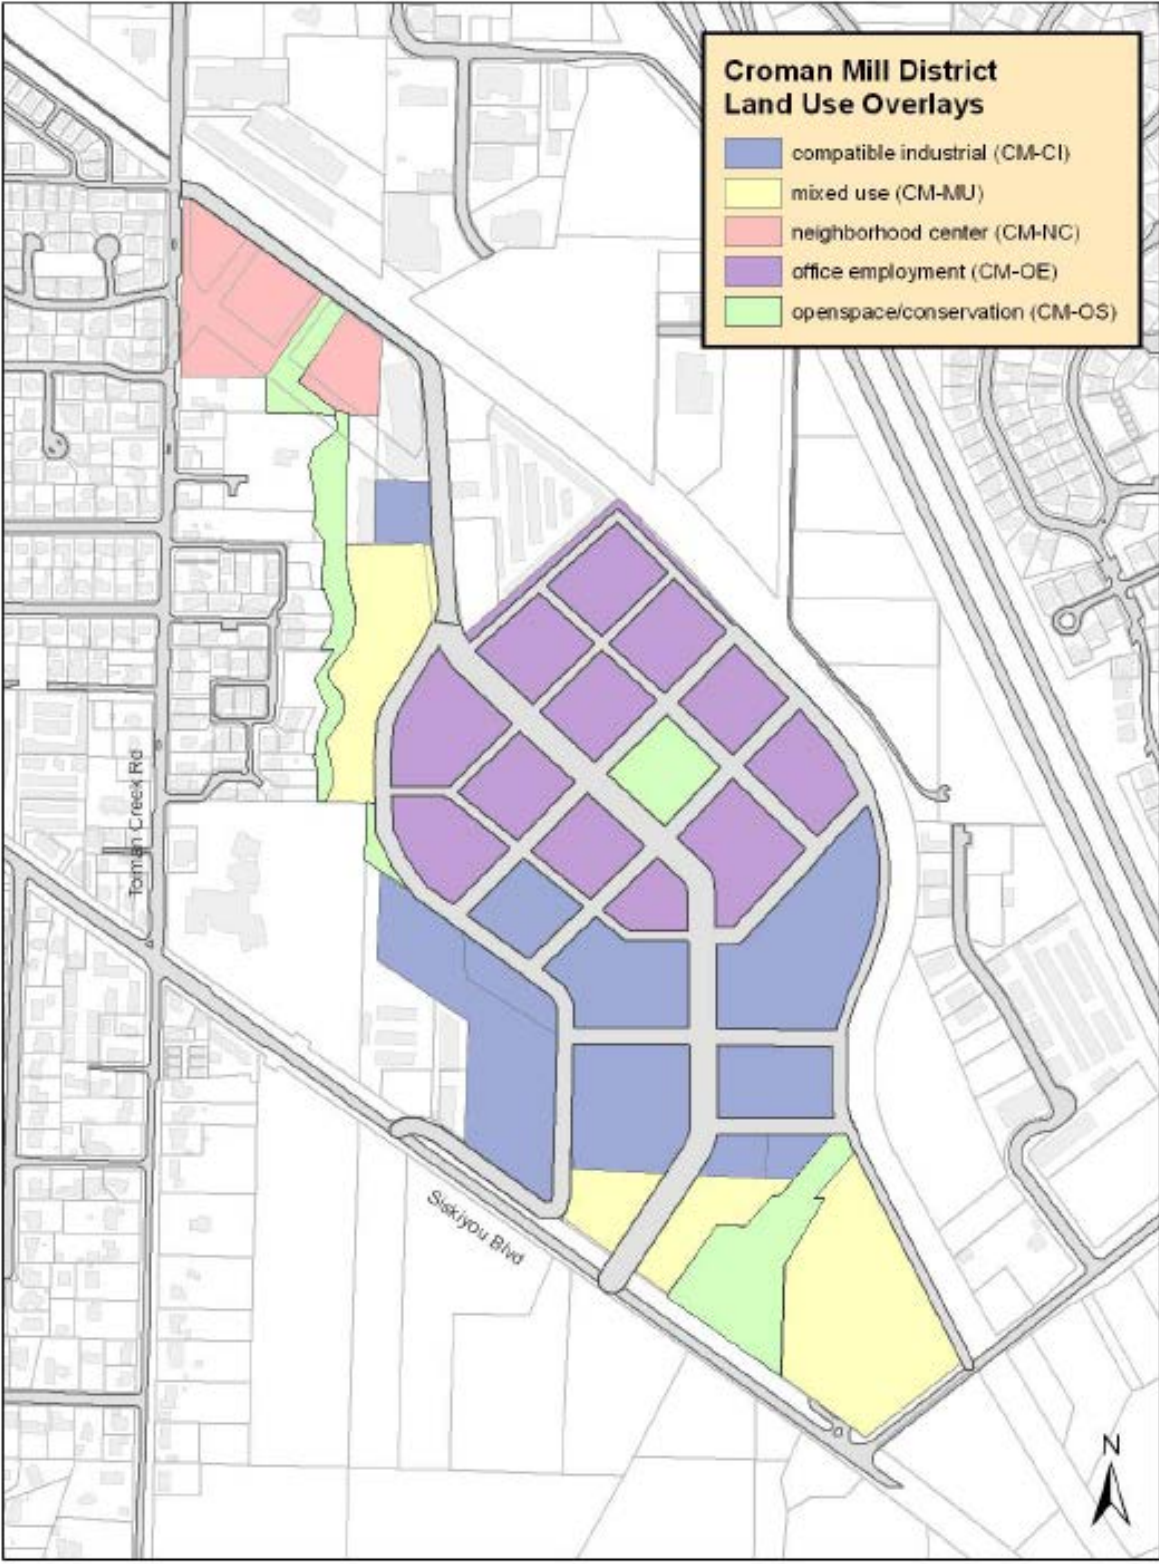 Croman Mill District
Land Use Overlays
compatible industrial (CM-CI)
mixed use (CM-MU)
neighborhood center (CM-NC)
office employment (CM-OE)
openspace/conservation (CM-OS)
Tolman Creek Rd
Siskiyou Blvd
N